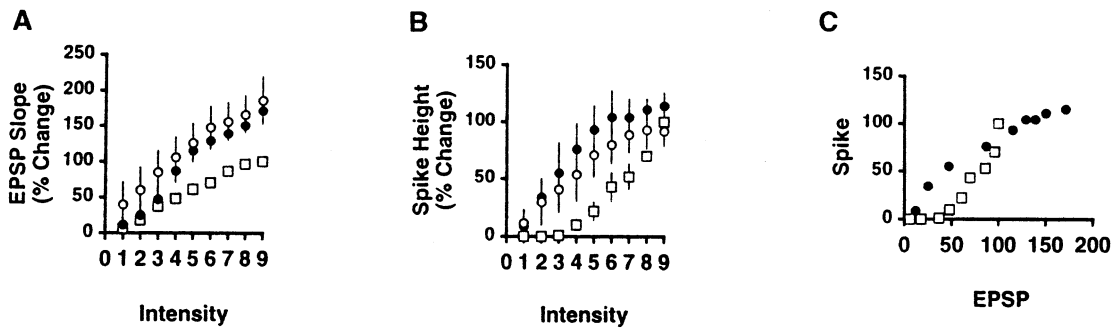 A
EPSP Slope
(% Change)
250
200
150
100
50
0
0 1 2 3 4 5 6 7 8 9
Intensity
B
Spike Height
(% Change)
150
100
50
0
0 1 2 3 4 5 6 7 8 9
Intensity
C
Spike
150
100
50
0
0 50 100 150 200
EPSP